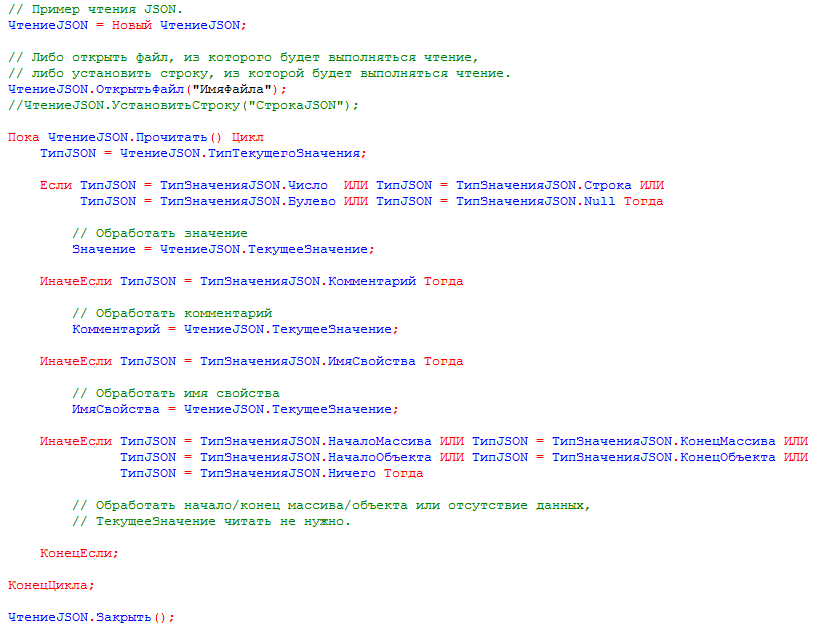 // Пример чтения JSON.
ЧтениеJSON = Новый ЧтениеJSON;
// Либо открыть файл, из которого будет выполняться чтение,
// либо установить строку, из которой будет выполняться чтение.
ЧтениеJSON.ОткрытьФайл("ИмяФайла");
//ЧтениеJSON.УстановитьСтроку("СтрокаJSON");
Пока ЧтениеJSON.Прочитать() Цикл
ТипJSON = ЧтениеJSON.ТипТекущегоЗначения;
Если ТипJSON = ТипЗначенияJSON.Число  ИЛИ ТипJSON = ТипЗначенияJSON.Строка ИЛИ
ТипJSON = ТипЗначенияJSON.Булево ИЛИ ТипJSON = ТипЗначенияJSON.Null Тогда
// Обработать значение
Значение = ЧтениеJSON.ТекущееЗначение;
ИначеЕсли ТипJSON = ТипЗначенияJSON.Комментарий Тогда
// Обработать комментарий
Комментарий = ЧтениеJSON.ТекущееЗначение;
ИначеЕсли ТипJSON = ТипЗначенияJSON.ИмяСвойства Тогда
// Обработать имя свойства
ИмяСвойства = ЧтениеJSON.ТекущееЗначение;
ИначеЕсли ТипJSON = ТипЗначенияJSON.НачалоМассива ИЛИ ТипJSON = ТипЗначенияJSON.КонецМассива ИЛИ
ТипJSON = ТипЗначенияJSON.НачалоОбъекта ИЛИ ТипJSON = ТипЗначенияJSON.КонецОбъекта ИЛИ
ТипJSON = ТипЗначенияJSON.Ничего Тогда
// Обработать начало/конец массива/объекта или отсутствие данных,
// ТекущееЗначение читать не нужно.
КонецЕсли;
КонецЦикла;
ЧтениеJSON.Закрыть();